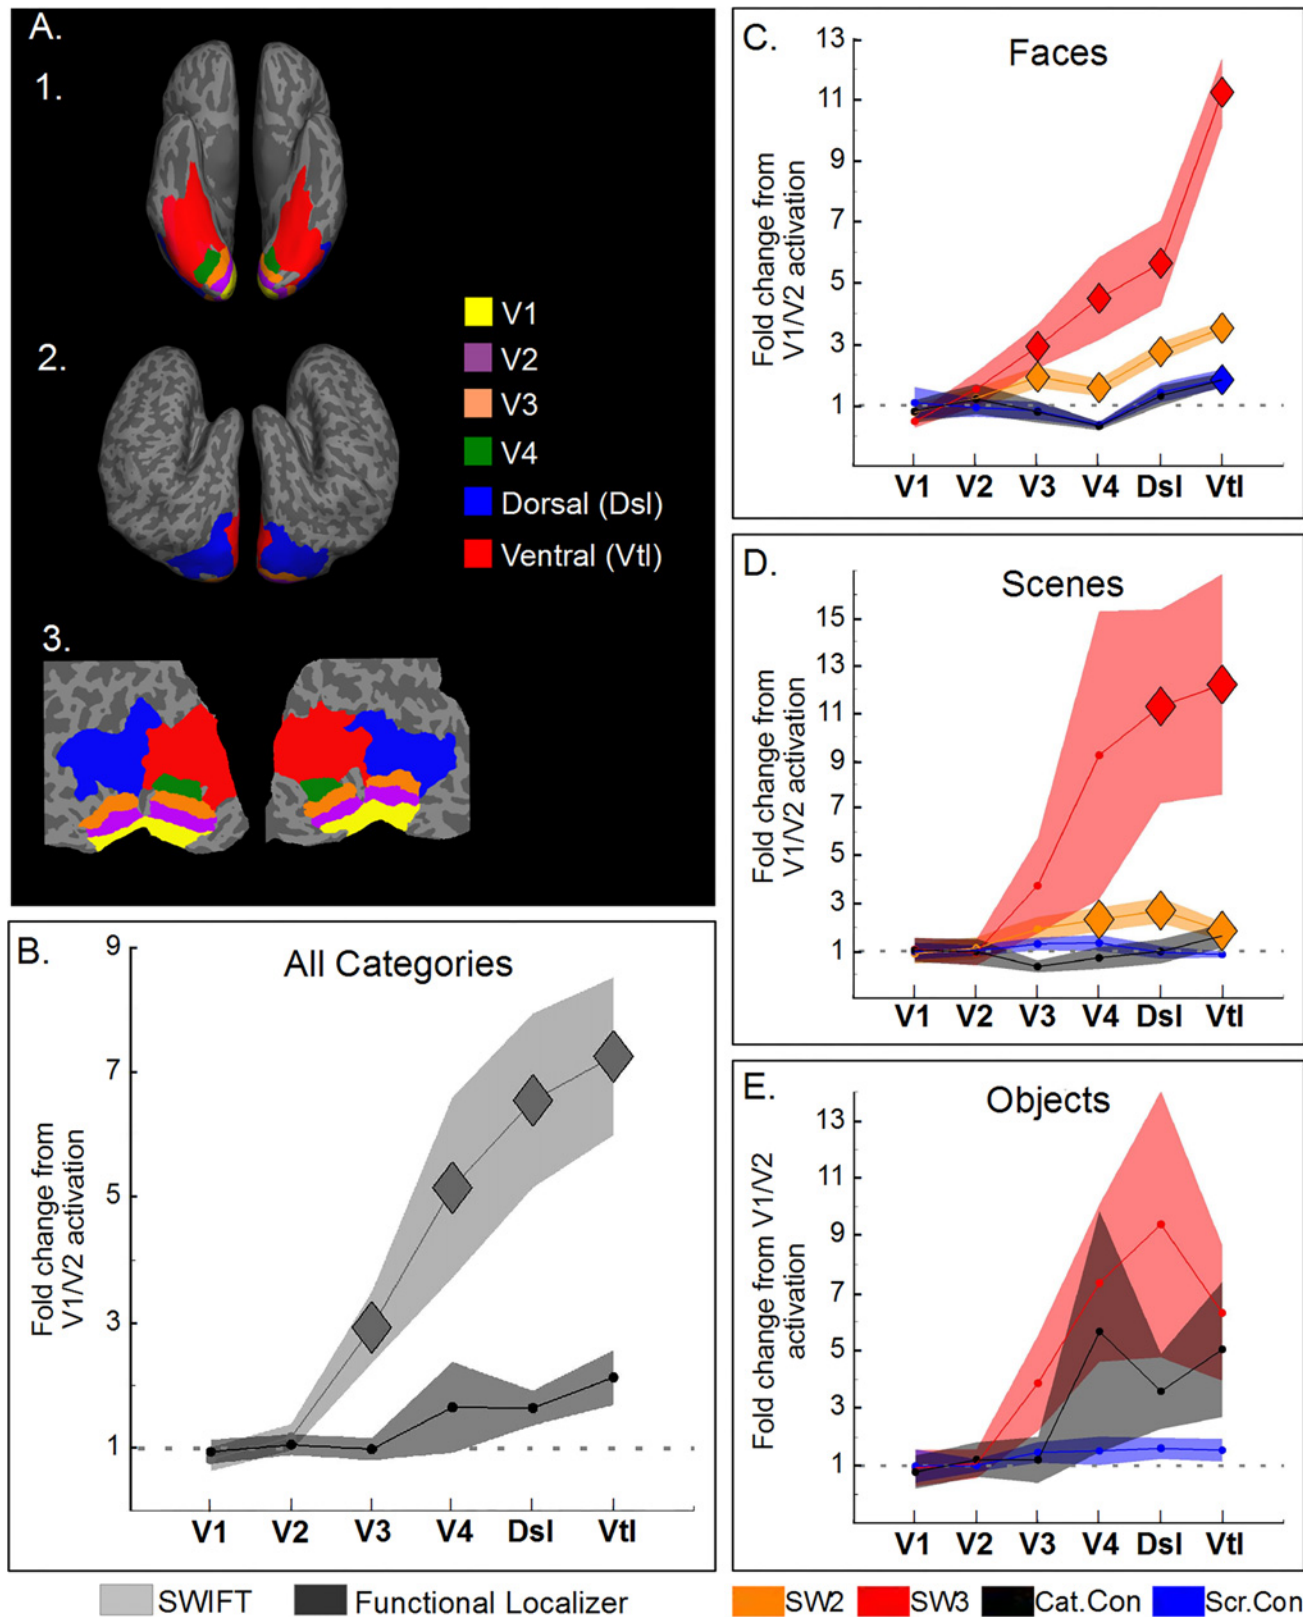 A.
1.
2.
3.
V1
V2
V3
V4
Dorsal (Dsl)
Ventral (Vtl)
B.
All Categories
Fold change from
V1/V2 activation
9
7
5
3
1
V1 V2 V3 V4 Dsl Vtl
SWIFT Functional Localizer
C.
Faces
Fold change from
V1/V2 activation
13
11
7
5
3
1
V1 V2 V3 V4 Dsl Vtl
D.
Scenes
Fold change from
V1/V2 activation
15
13
11
9
7
5
3
1
V1 V2 V3 V4 Dsl Vtl
E.
Objects
Fold change from V1/V2
activation
13
11
9
7
5
3
1
V1 V2 V3 V4 Dsl Vtl
SW2 SW3 Cat.Con Scr.Con